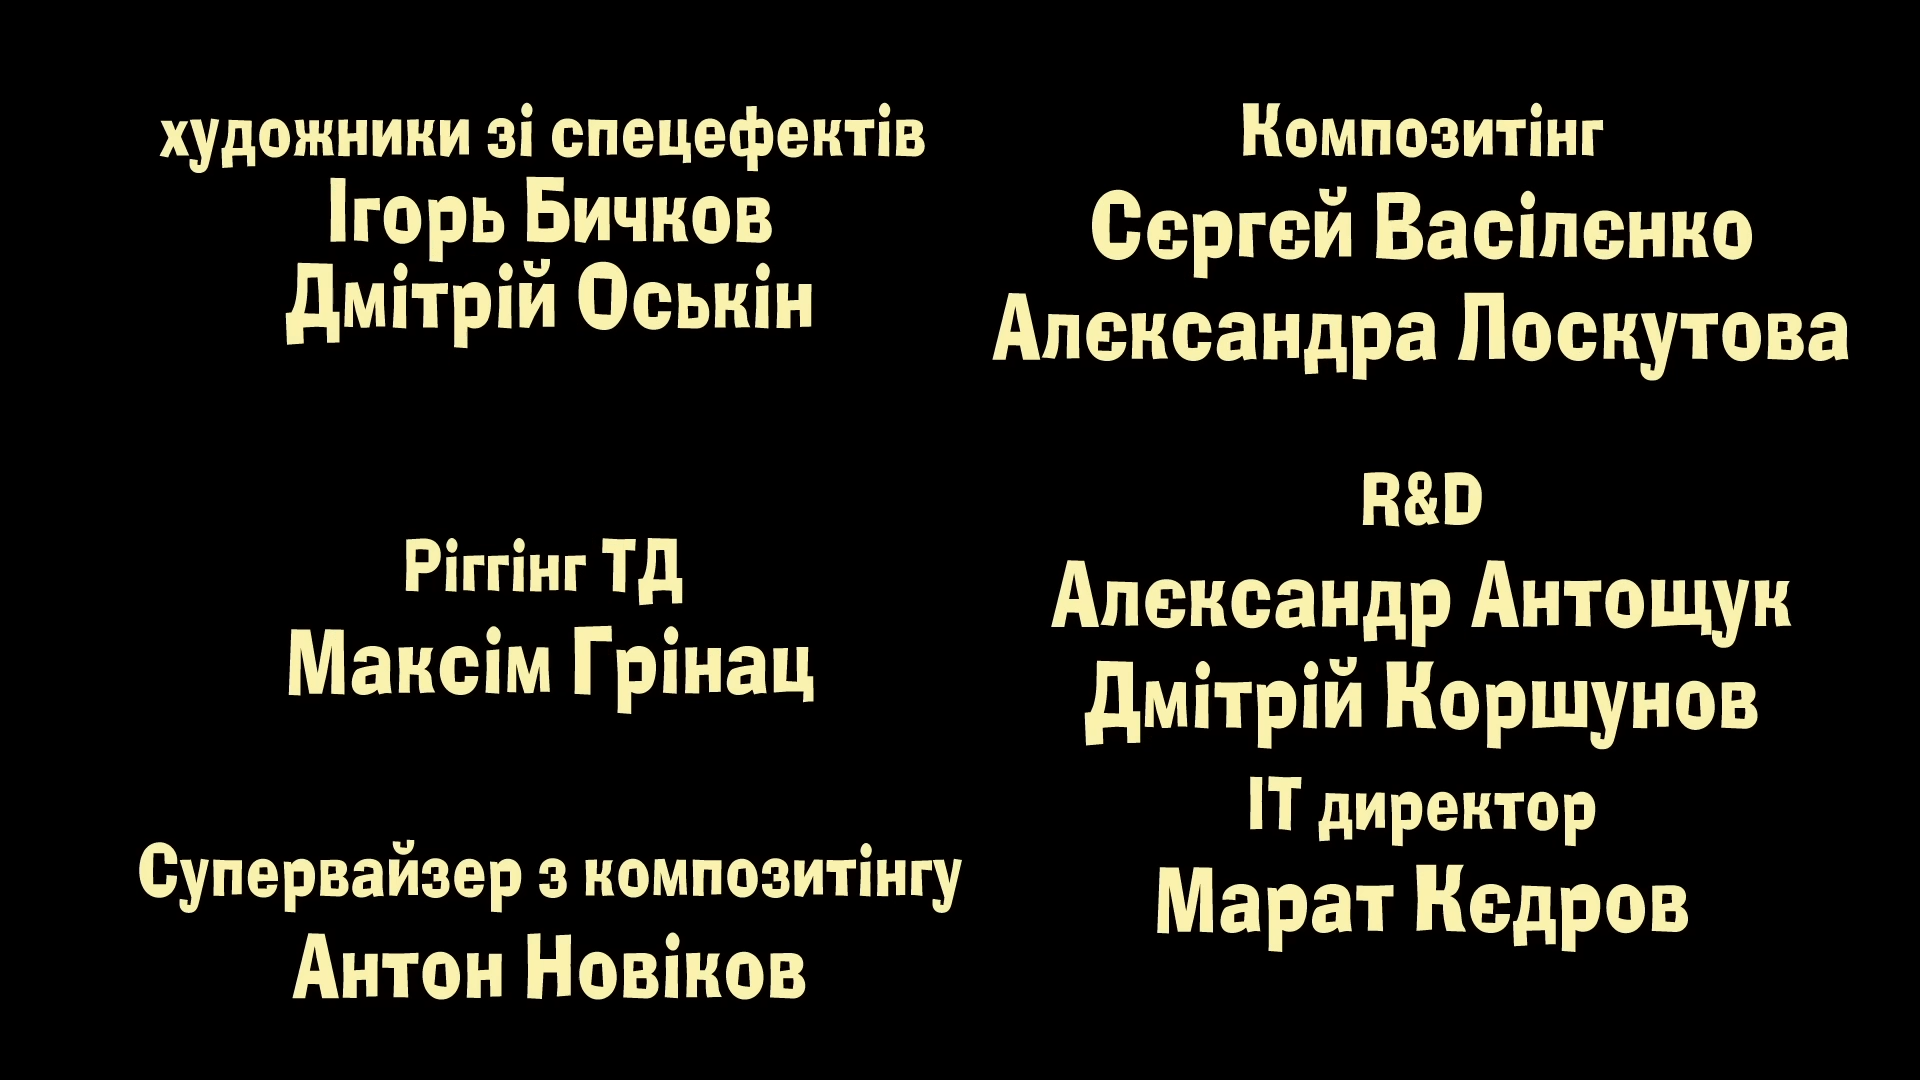 художники зі спецефектів
Ігорь Бичков
Дмітрій Оськін
Ріггінг ТД
Максім Грінац
Супервайзер з композитінгу
Антон Новіков
Композитінг
Сєргєй Васілєнко
Алєксандра Лоскутова
R&D
Алєксандр Антощук
Дмітрій Коршунов
ІТ директор
Марат Кєдров